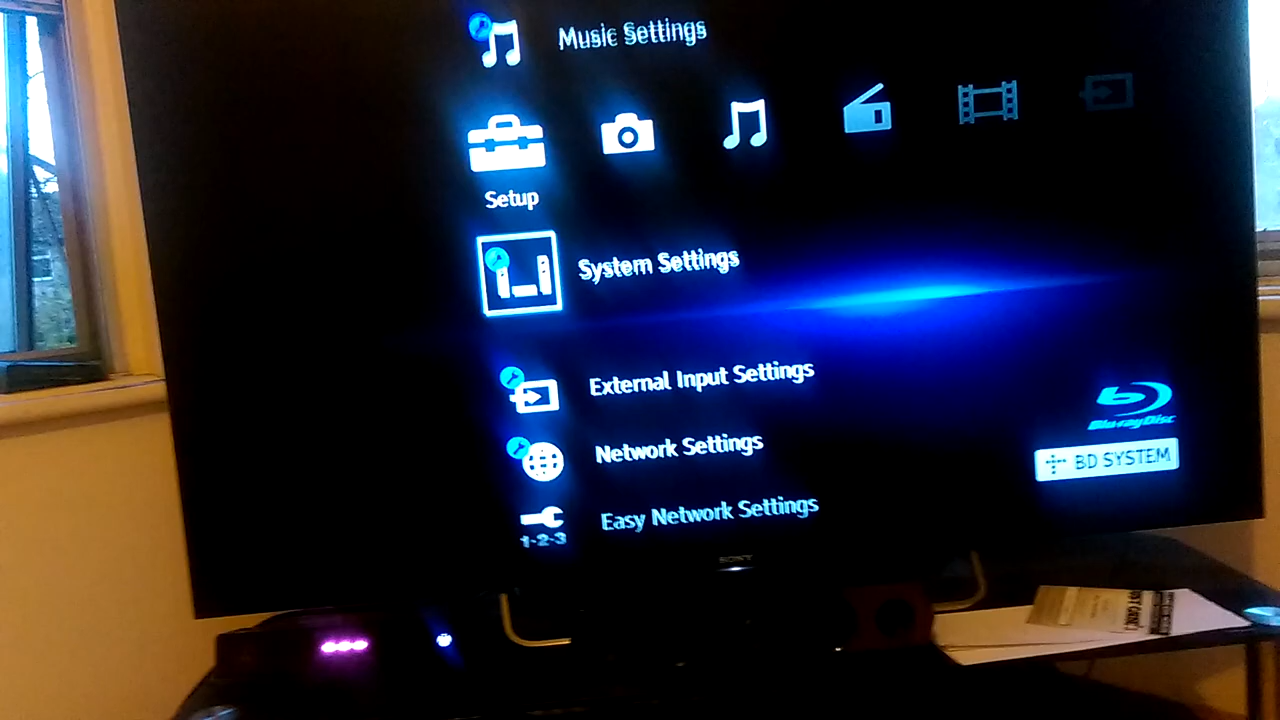 Music Settings
Setup
System Settings
External Input Settings
Network Settings
Easy Network Settings
1-2-3
Blu-ray Disc
BD SYSTEM
SONY